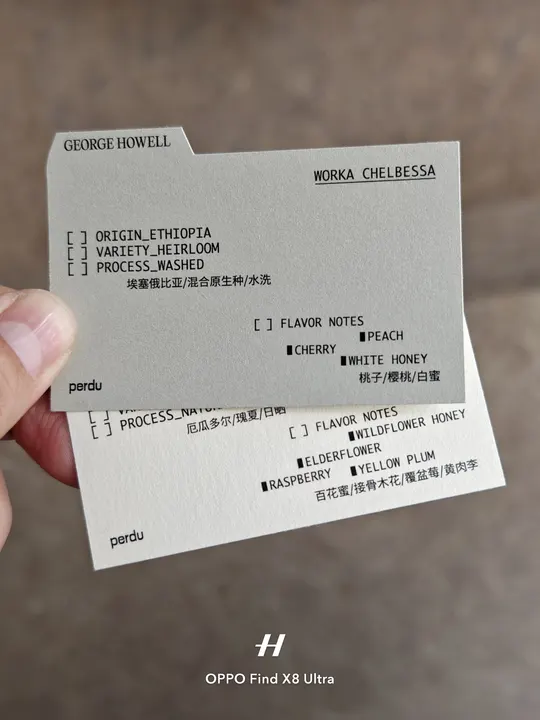 GEORGE HOWELL
WORKA CHELBESSA
[ ] ORIGIN_ETHIOPIA
[ ] VARIETY_HEIRLOOM
[ ] PROCESS_WASHED
埃塞俄比亚/混合原生种/水洗
[ ] FLAVOR NOTES
▮PEACH
▮CHERRY
▮WHITE HONEY
桃子/樱桃/白蜜
perdu
[ ]
[ ] PROCESS_NATU
厄瓜多尔/瑰夏/日晒
[ ] FLAVOR NOTES
▮WILDFLOWER HONEY
▮ELDERFLOWER
▮RASPBERRY ▮YELLOW PLUM
百花蜜/接骨木花/覆盆莓/黄肉李
perdu
H
OPPO Find X8 Ultra